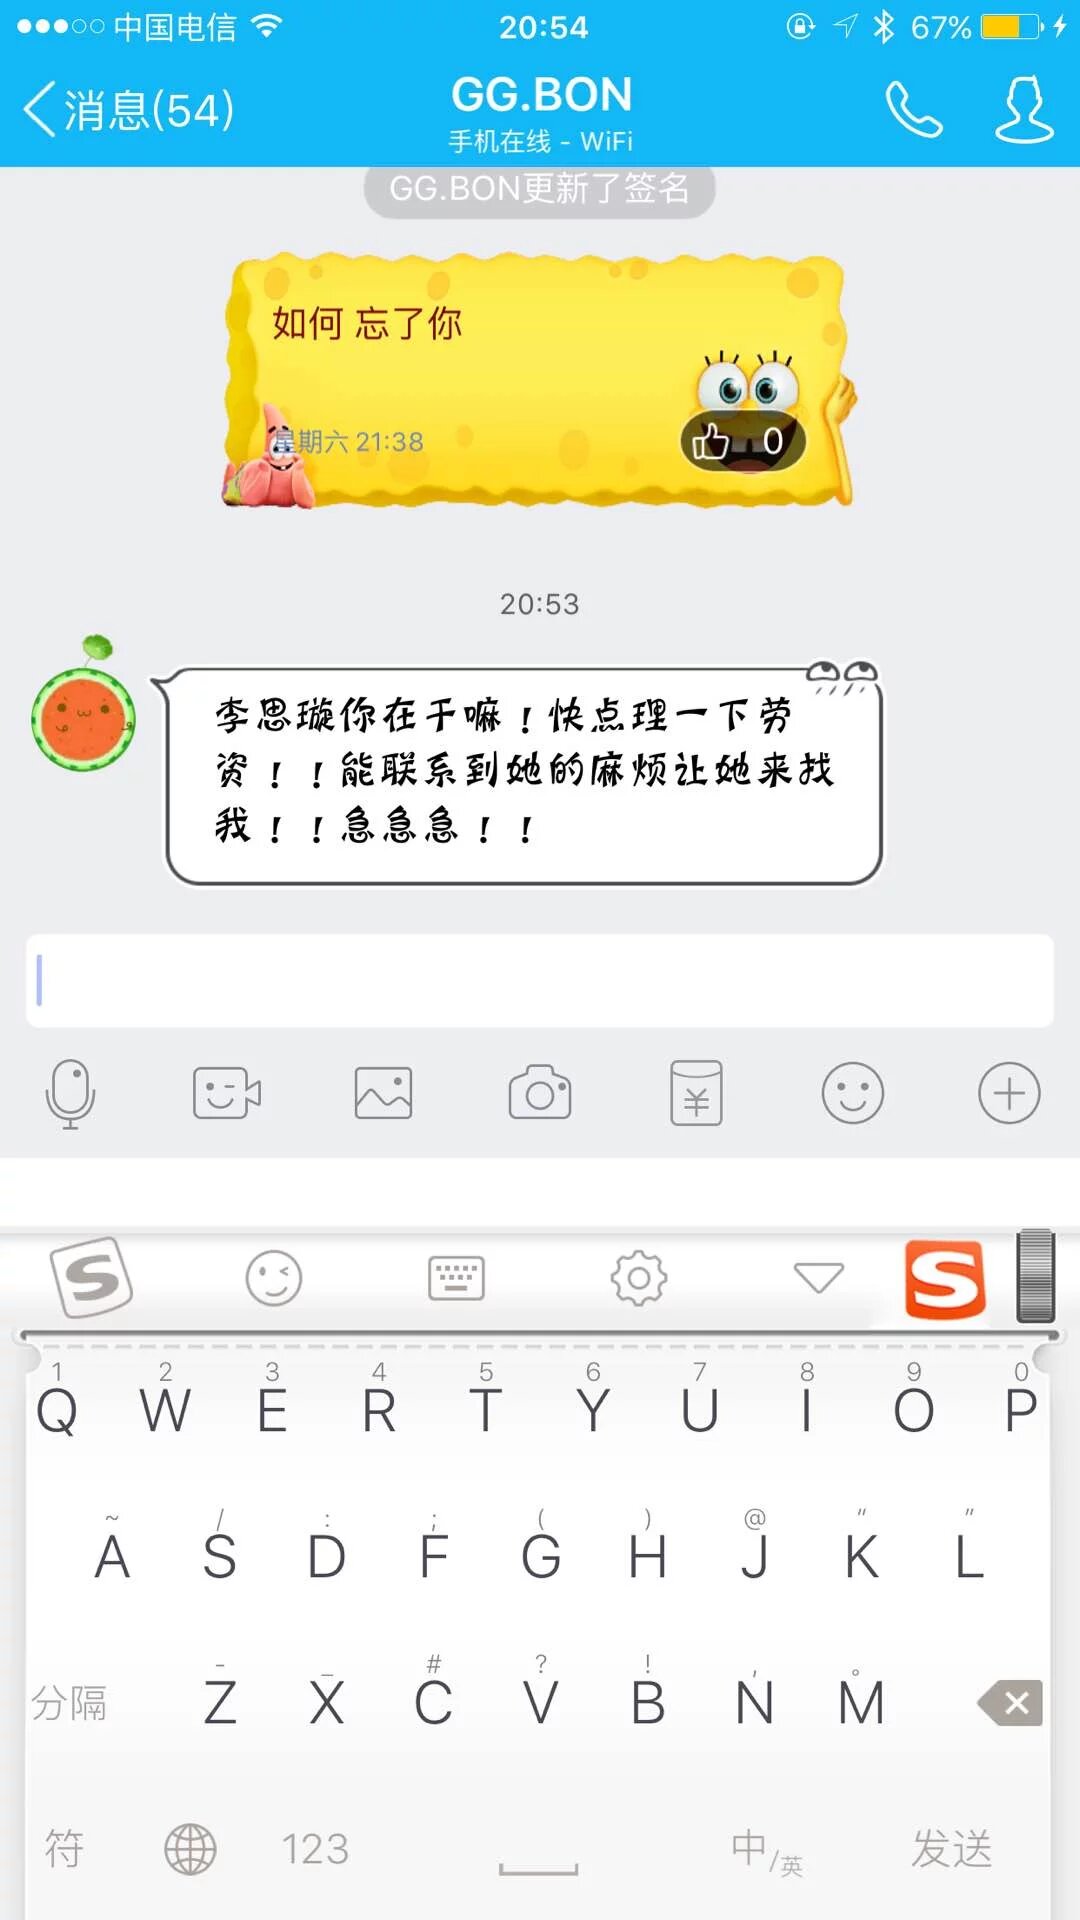 中国电信 20:54 67%
消息(54) GG.BON
手机在线 - WiFi
GG.BON更新了签名
如何 忘了你
星期六 21:38
0
20:53
李思璇你在干嘛！快点理一下劳
资！！能联系到她的麻烦让她来找
我！！急急急！！
S S
1 2 3 4 5 6 7 8 9 0
Q W E R T Y U I O P
~ / : ; ( ) @ “ ”
A S D F G H J K L
- _ # ? ! , 。
分隔 Z X C V B N M
符 123 中/英 发送